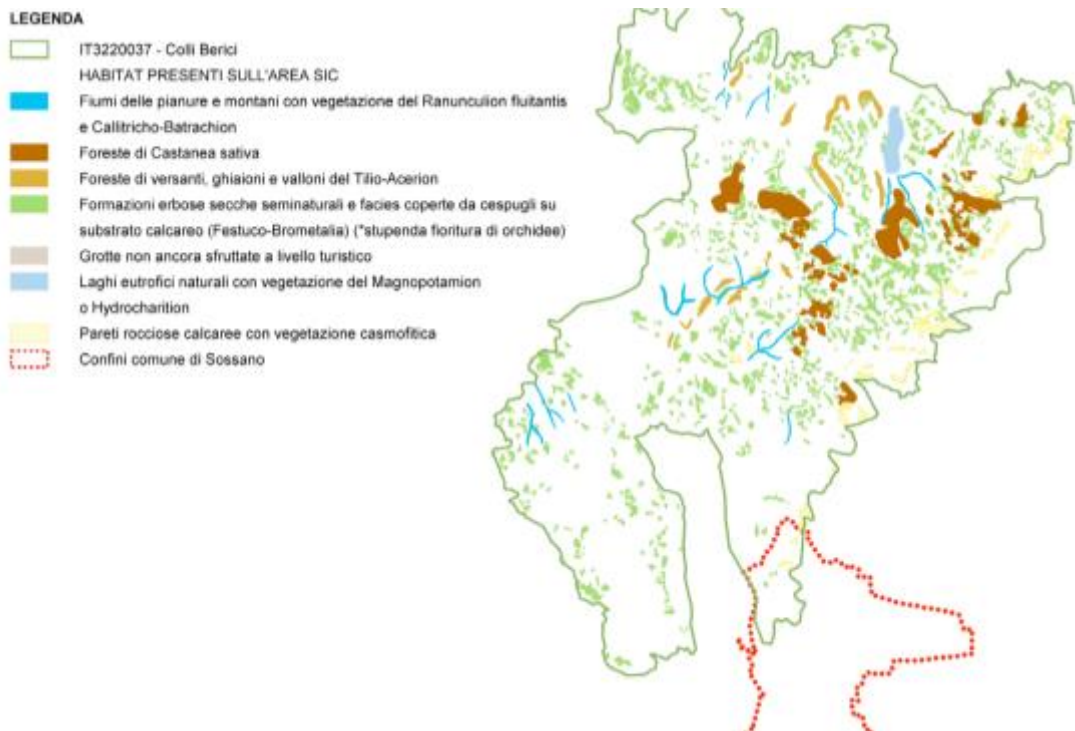 LEGENDA
IT3220037 - Colli Berici
HABITAT PRESENTI SULL'AREA SIC
Fiumi delle pianure e montani con vegetazione del Ranunculion fluitantis
e Callitricho-Batrachion
Foreste di Castanea sativa
Foreste di versanti, ghiaioni e valloni del Tilio-Acerion
Formazioni erbose secche seminaturali e facies coperte da cespugli su
substrato calcareo (Festuco-Brometalia) (*stupenda fioritura di orchidee)
Grotte non ancora sfruttate a livello turistico
Laghi eutrofici naturali con vegetazione del Magnopotamion
o Hydrocharition
Pareti rocciose calcaree con vegetazione casmofitica
Confini comune di Sossano